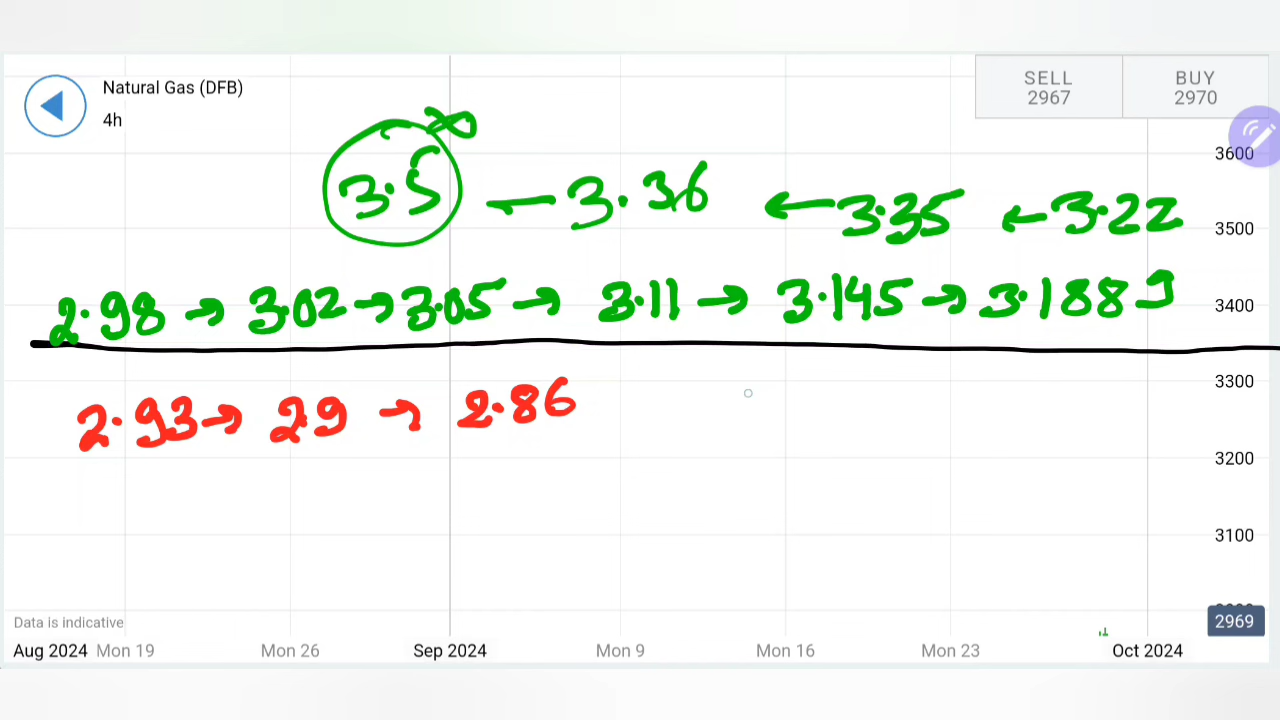 Natural Gas (DFB)
4h
SELL
2967
BUY
2970
3.5 ← 3.36 ← 3.35 ← 3.22
2.98 → 3.02 → 3.05 → 3.11 → 3.145 → 3.188
2.93 → 2.9 → 2.86
3600
3500
3400
3300
3200
3100
2969
Data is indicative
Aug 2024 Mon 19 Mon 26 Sep 2024 Mon 9 Mon 16 Mon 23 Oct 2024